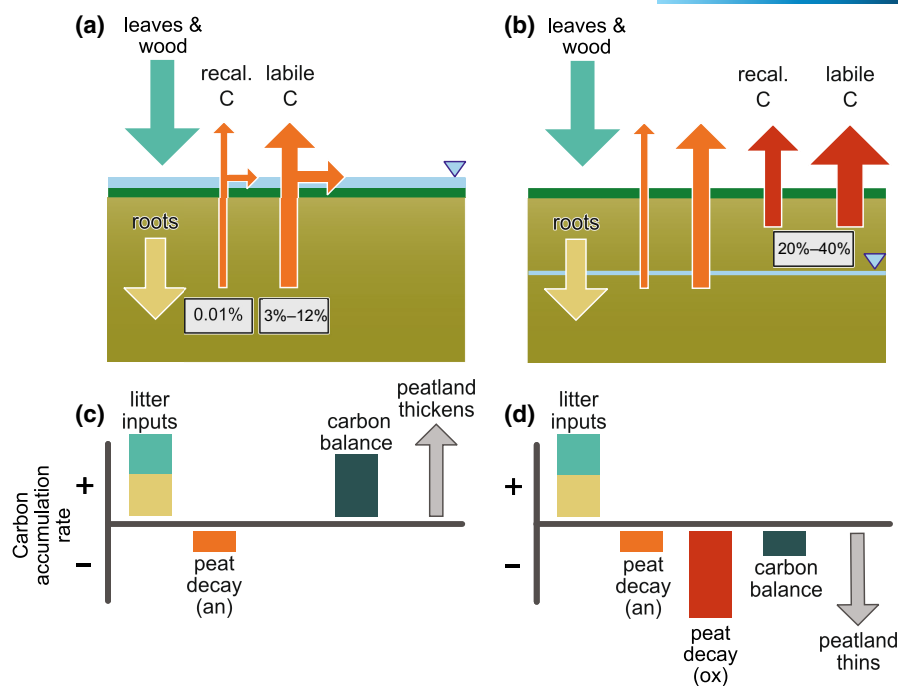 (a)
leaves &
wood
recal.
C
labile
C
roots
0.01%
3%–12%
(b)
leaves &
wood
recal.
C
labile
C
roots
20%–40%
(c)
litter
inputs
carbon
balance
peatland
thickens
Carbon
accumulation
rate
+
–
peat
decay
(an)
(d)
litter
inputs
+
–
peat
decay
(an)
peat
decay
(ox)
carbon
balance
peatland
thins